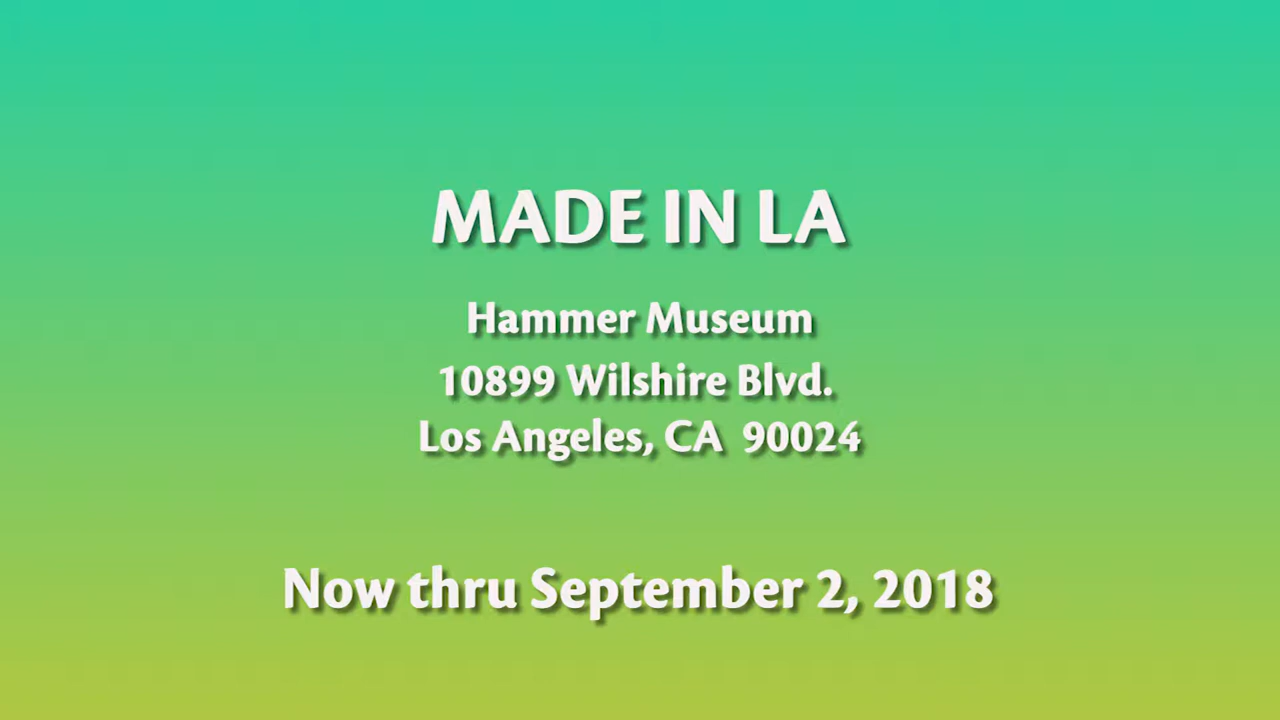 MADE IN LA
Hammer Museum
10899 Wilshire Blvd.
Los Angeles, CA  90024
Now thru September 2, 2018